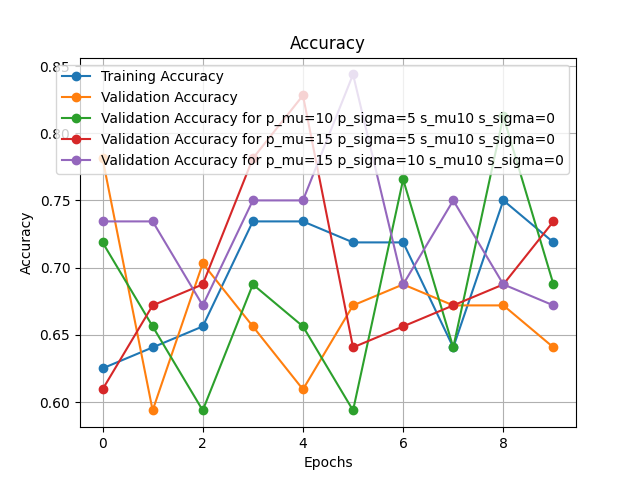 Accuracy
0.85
0.80
0.75
0.70
0.65
0.60
Accuracy
Training Accuracy
Validation Accuracy
Validation Accuracy for p_mu=10 p_sigma=5 s_mu10 s_sigma=0
Validation Accuracy for p_mu=15 p_sigma=5 s_mu10 s_sigma=0
Validation Accuracy for p_mu=15 p_sigma=10 s_mu10 s_sigma=0
0 2 4 6 8
Epochs